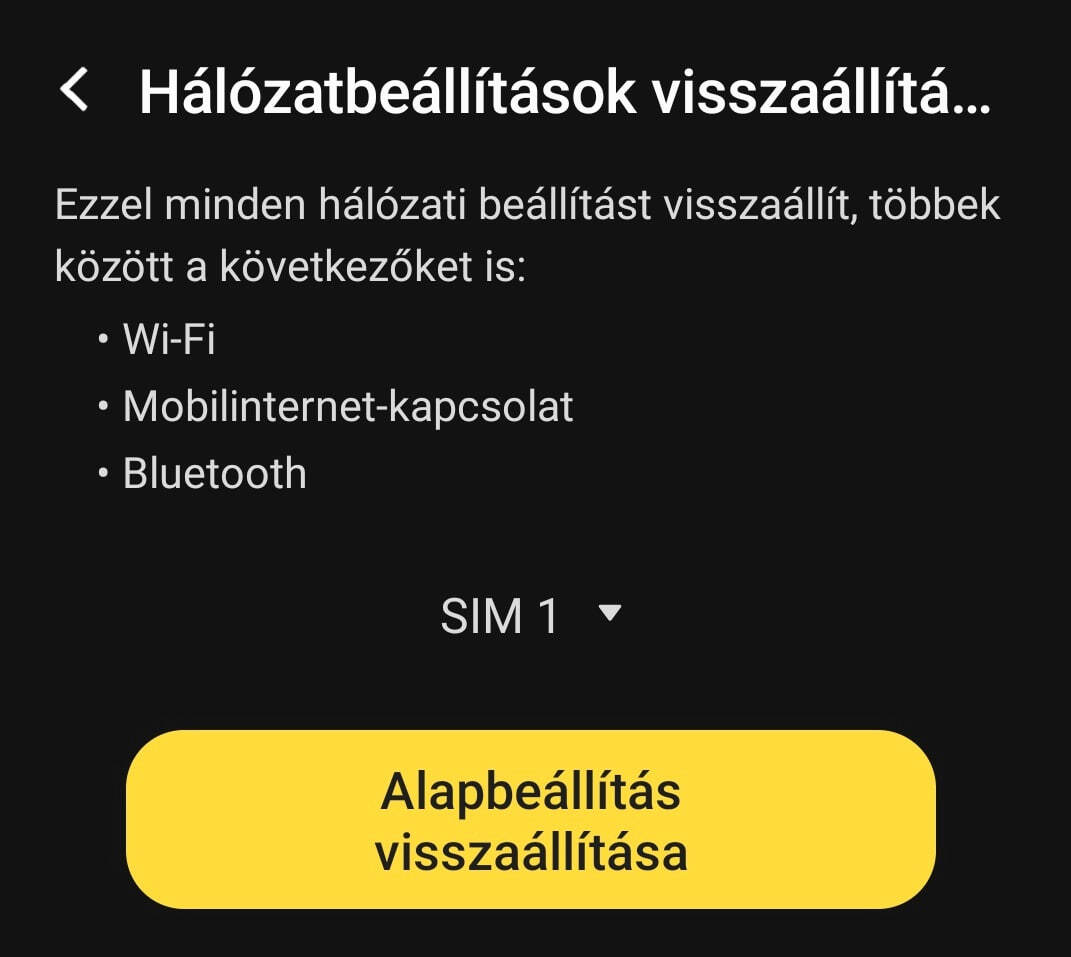 Hálózatbeállítások visszaállítá...
Ezzel minden hálózati beállítást visszaállít, többek
között a következőket is:
• Wi-Fi
• Mobilinternet-kapcsolat
• Bluetooth
SIM 1
Alapbeállítás
visszaállítása